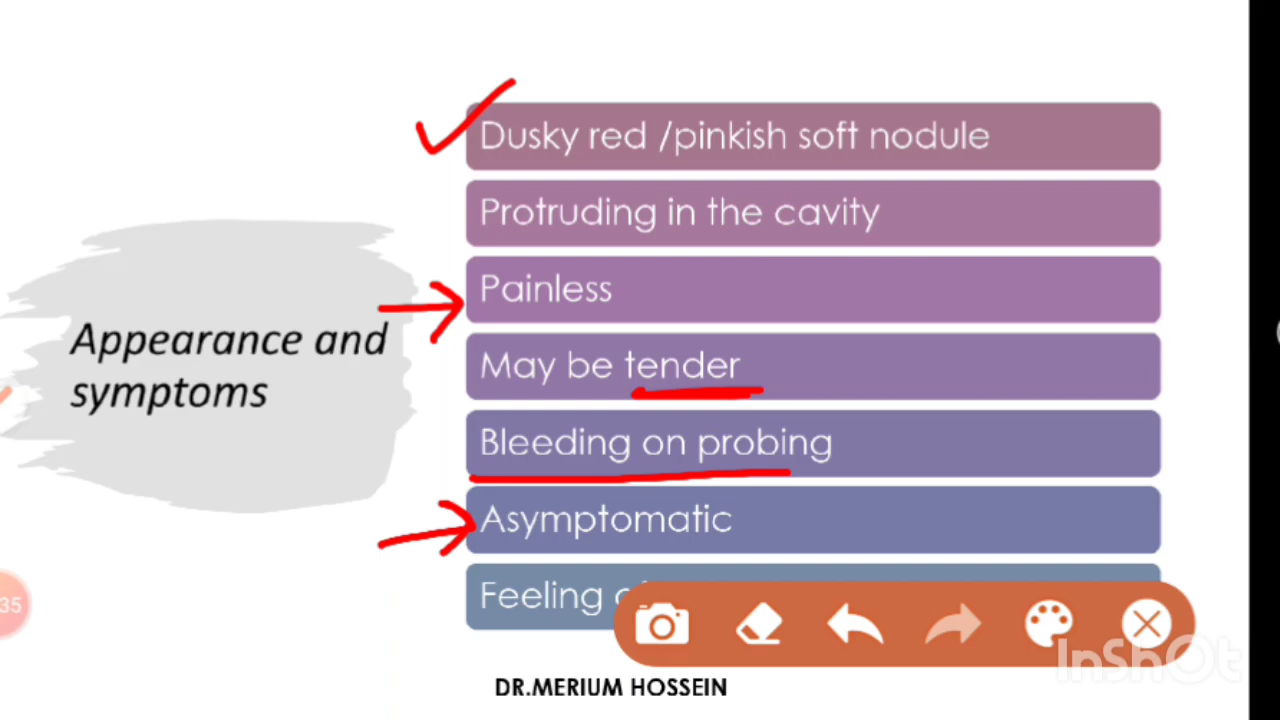 Dusky red /pinkish soft nodule
Protruding in the cavity
Painless
Appearance and
symptoms
May be tender
Bleeding on probing
Asymptomatic
Feeling
35
InShOt
DR.MERIUM HOSSEIN